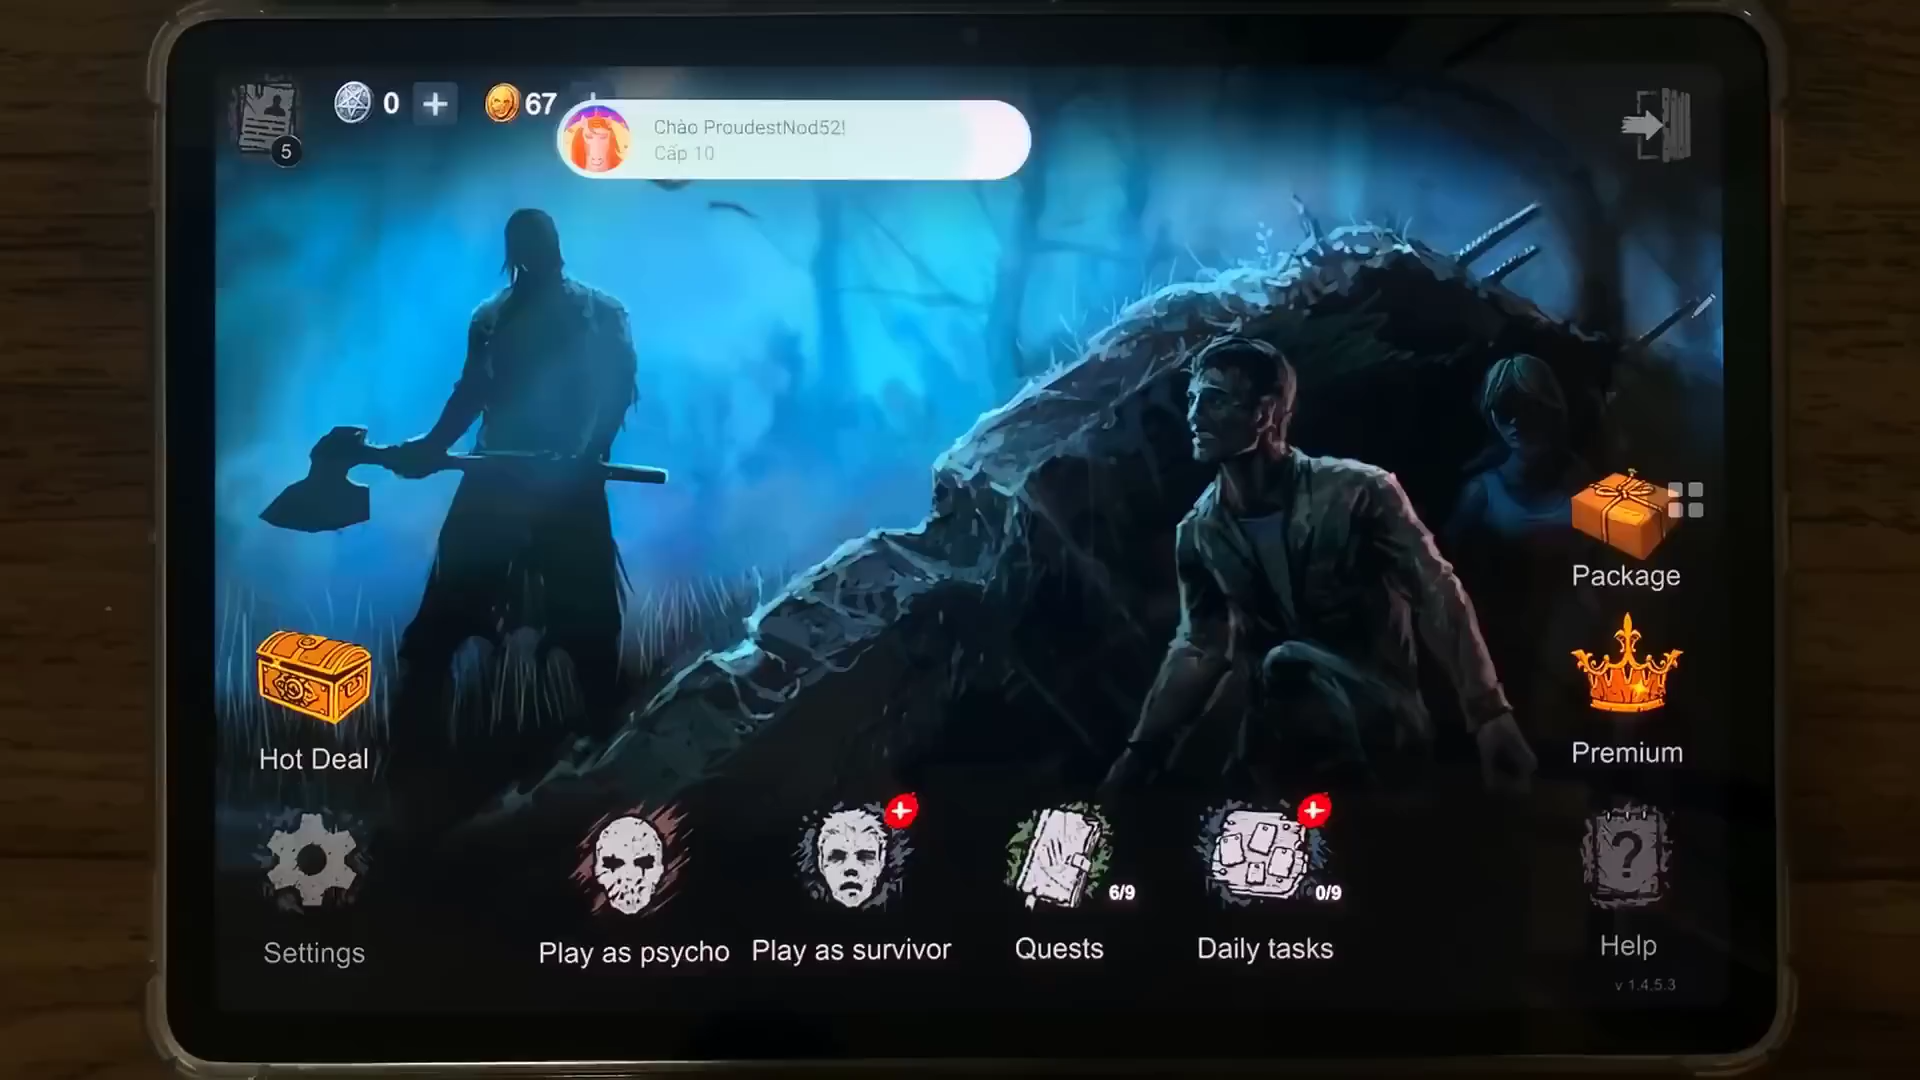 0
67
5
Chào ProudestNod52!
Cấp 10
Package
Hot Deal
Premium
6/9
0/9
Settings
Play as psycho
Play as survivor
Quests
Daily tasks
Help
v 1.4.5.3